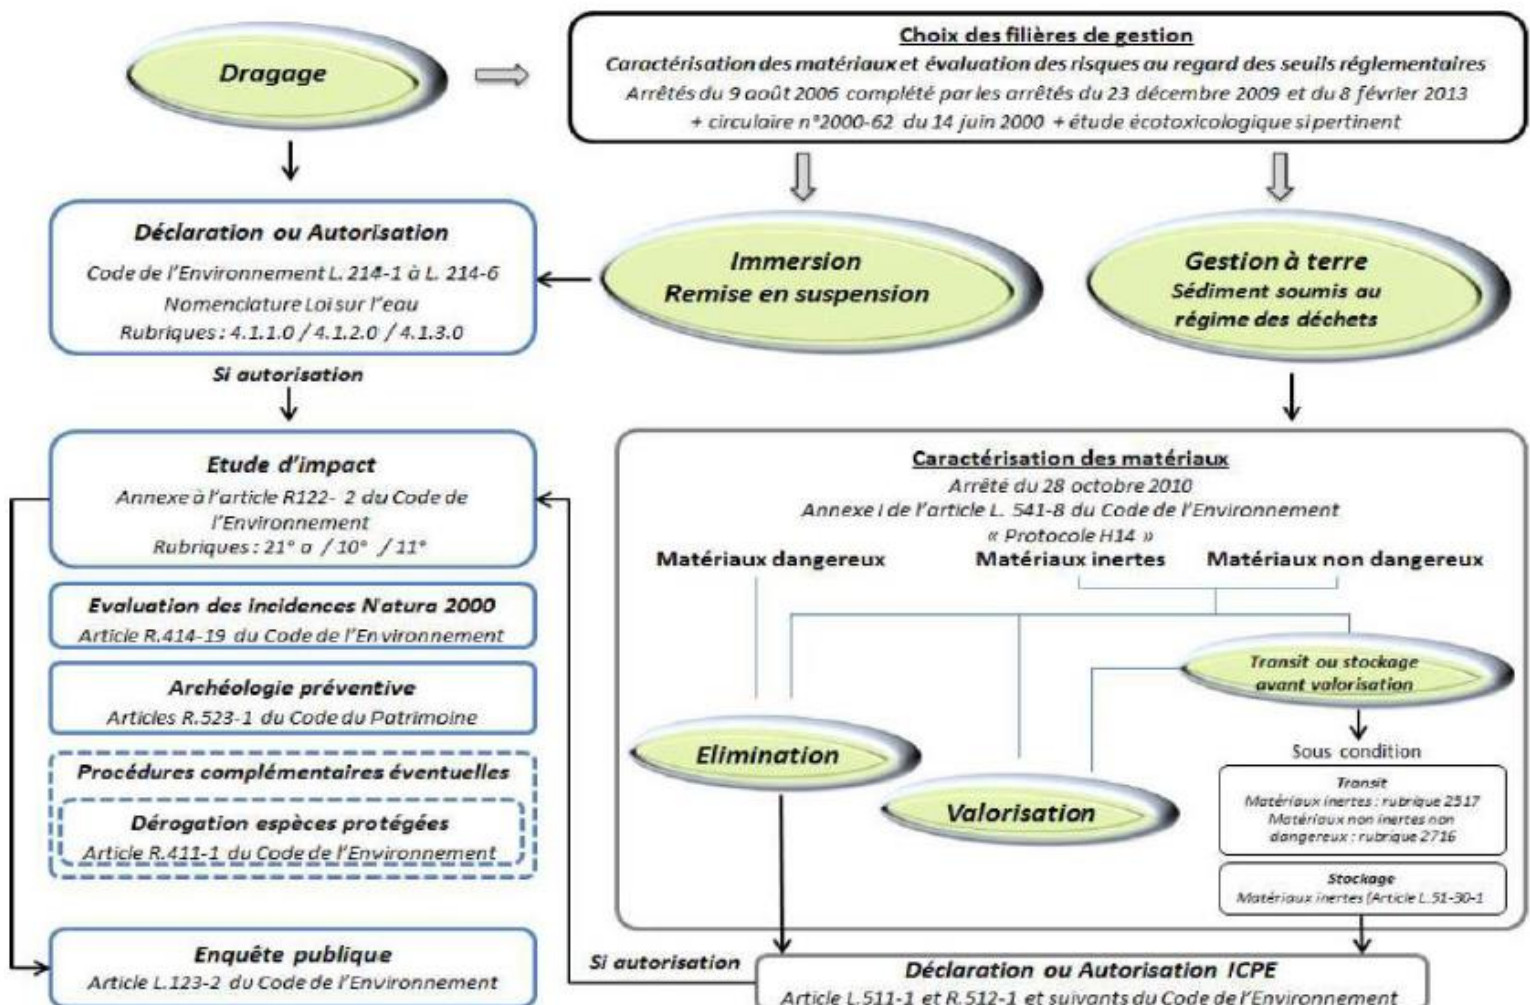 Dragage
Choix des filières de gestion
Caractérisation des matériaux et évaluation des risques au regard des seuils réglementaires
Arrêtés du 9 août 2006 complété par les arrêtés du 23 décembre 2009 et du 8 février 2013
+ circulaire n°2000-62 du 14 juin 2000 + étude écotoxicologique si pertinent
Déclaration ou Autorisation
Code de l'Environnement L. 214-1 à L. 214-6
Nomenclature Loi sur l'eau
Rubriques : 4.1.1.0 / 4.1.2.0 / 4.1.3.0
Immersion
Remise en suspension
Gestion à terre
Sédiment soumis au
régime des déchets
Si autorisation
Etude d'impact
Annexe à l'article R122- 2 du Code de
l'Environnement
Rubriques : 21° a / 10° / 11°
Evaluation des incidences Natura 2000
Article R.414-19 du Code de l'Environnement
Archéologie préventive
Articles R.523-1 du Code du Patrimoine
Procédures complémentaires éventuelles
Dérogation espèces protégées
Article R.411-1 du Code de l'Environnement
Enquête publique
Article L.123-2 du Code de l'Environnement
Caractérisation des matériaux
Arrêté du 28 octobre 2010
Annexe I de l'article L. 541-8 du Code de l'Environnement
« Protocole H14 »
Matériaux dangereux
Matériaux inertes
Matériaux non dangereux
Transit ou stockage
avant valorisation
Elimination
Valorisation
Sous condition
Transit
Matériaux inertes : rubrique 2517
Matériaux non inertes non
dangereux : rubrique 2716
Stockage
Matériaux inertes (Article L.51-30-1
Si autorisation
Déclaration ou Autorisation ICPE
Article L.511-1 et R.512-1 et suivants du Code de l'Environnement